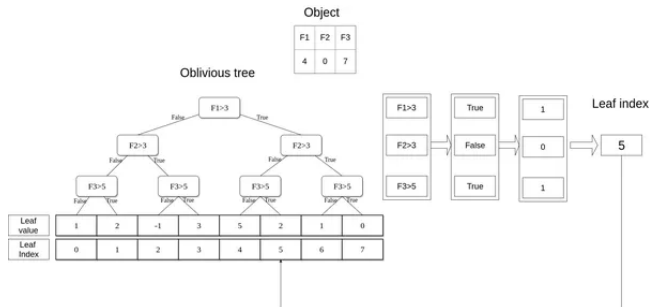 Object
F1 F2 F3
4 0 7
Oblivious tree
F1>3
False True
F2>3 F2>3
False True False True
F3>5 F3>5 F3>5 F3>5
False True False True False True False True
Leaf value 1 2 -1 3 5 2 1 0
Leaf Index 0 1 2 3 4 5 6 7
F1>3 True 1
F2>3 False 0
F3>5 True 1
Leaf index
5